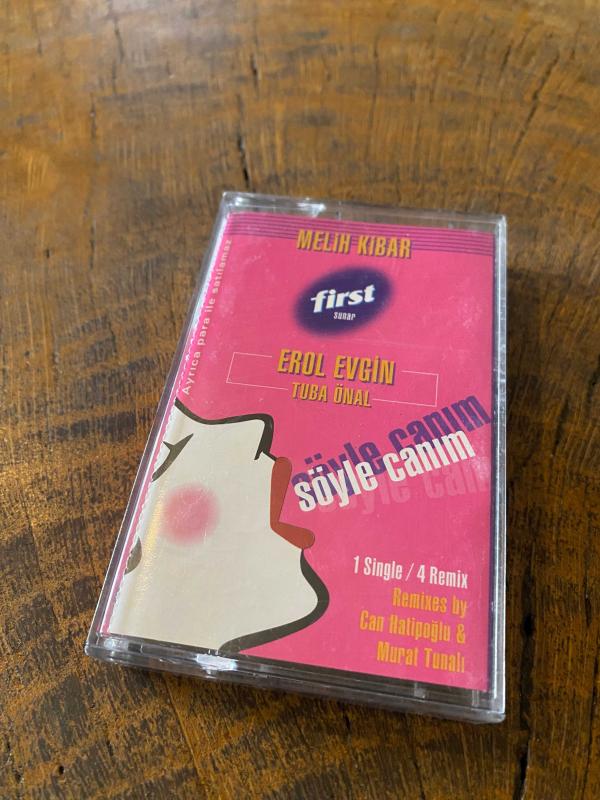 MELİH KİBAR
first
sunar
Ayrıca para ile satılamaz
EROL EVGİN
TUBA ÖNAL
söyle canım
söyle canım
söyle canım
1 Single / 4 Remix
Remixes by
Can Hatipoğlu &
Murat Tunalı